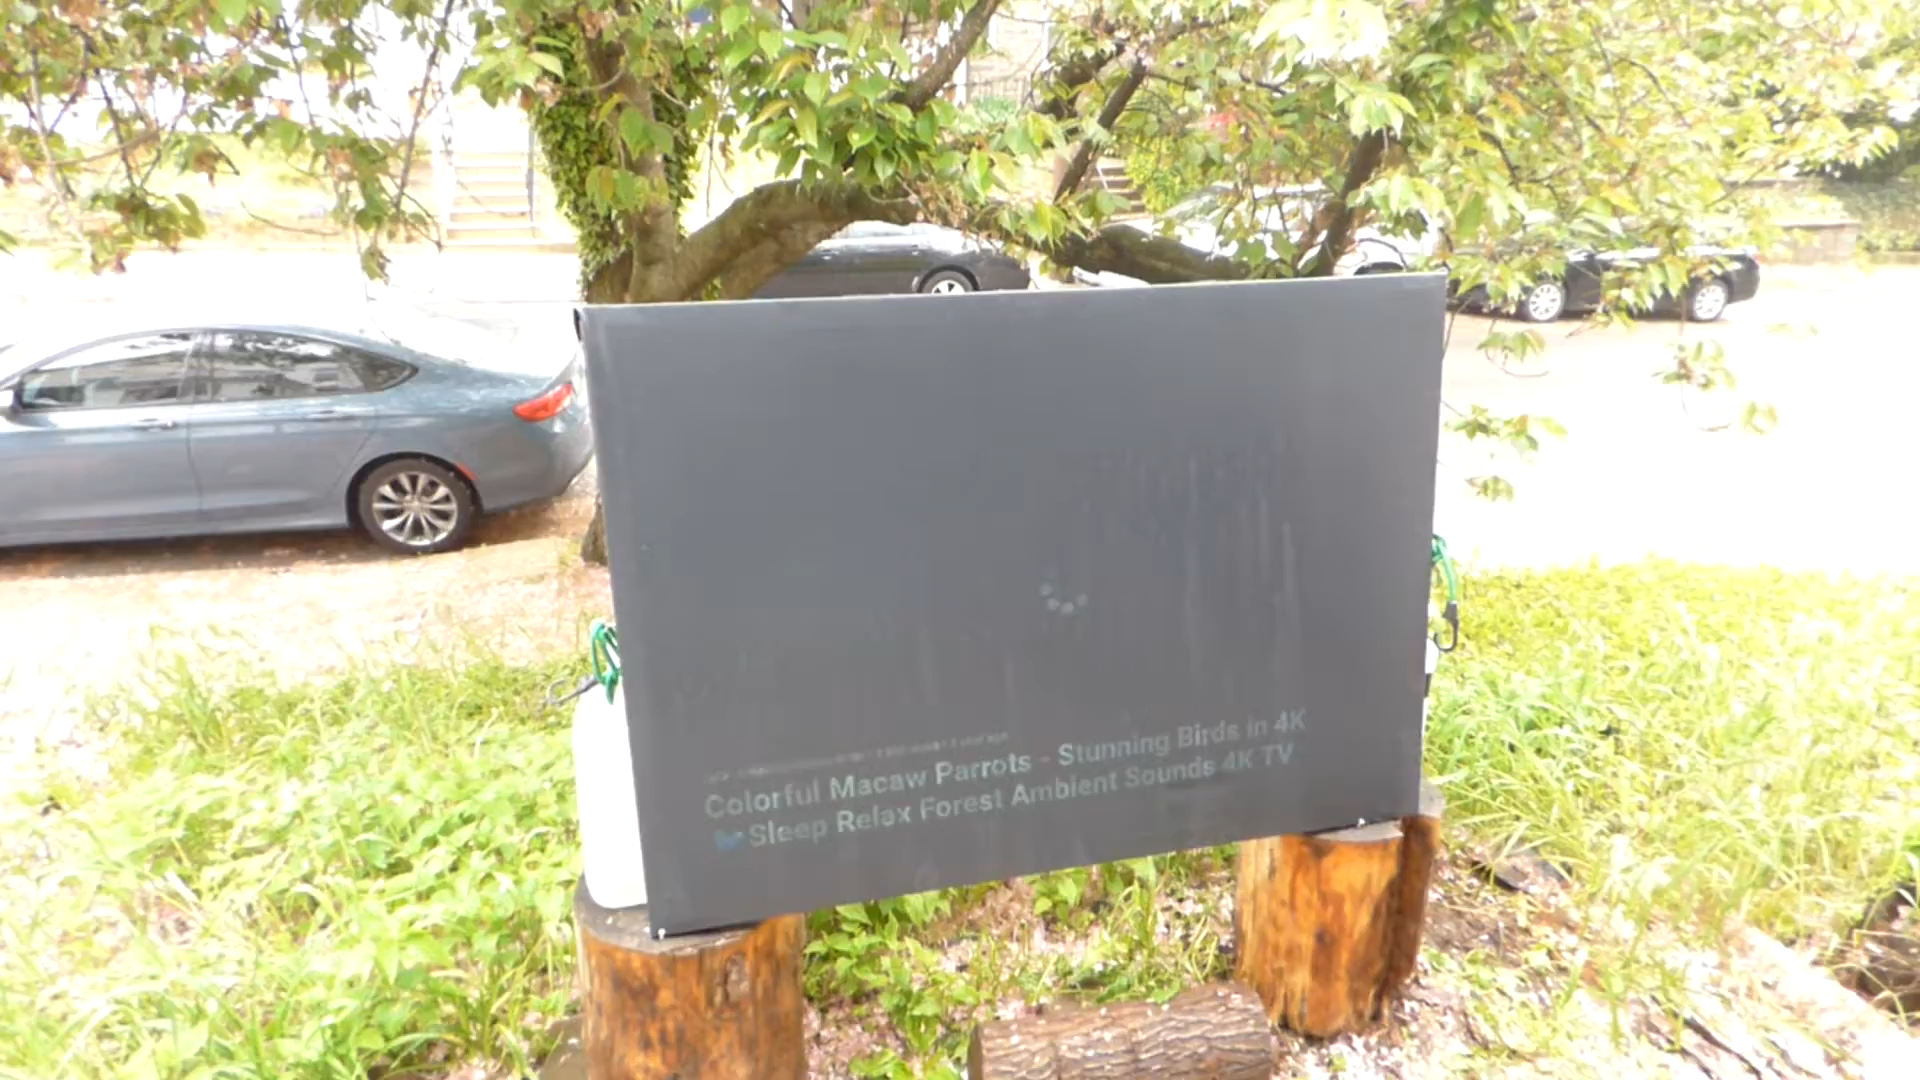 Colorful Macaw Parrots - Stunning Birds in 4K
Sleep Relax Forest Ambient Sounds 4K TV